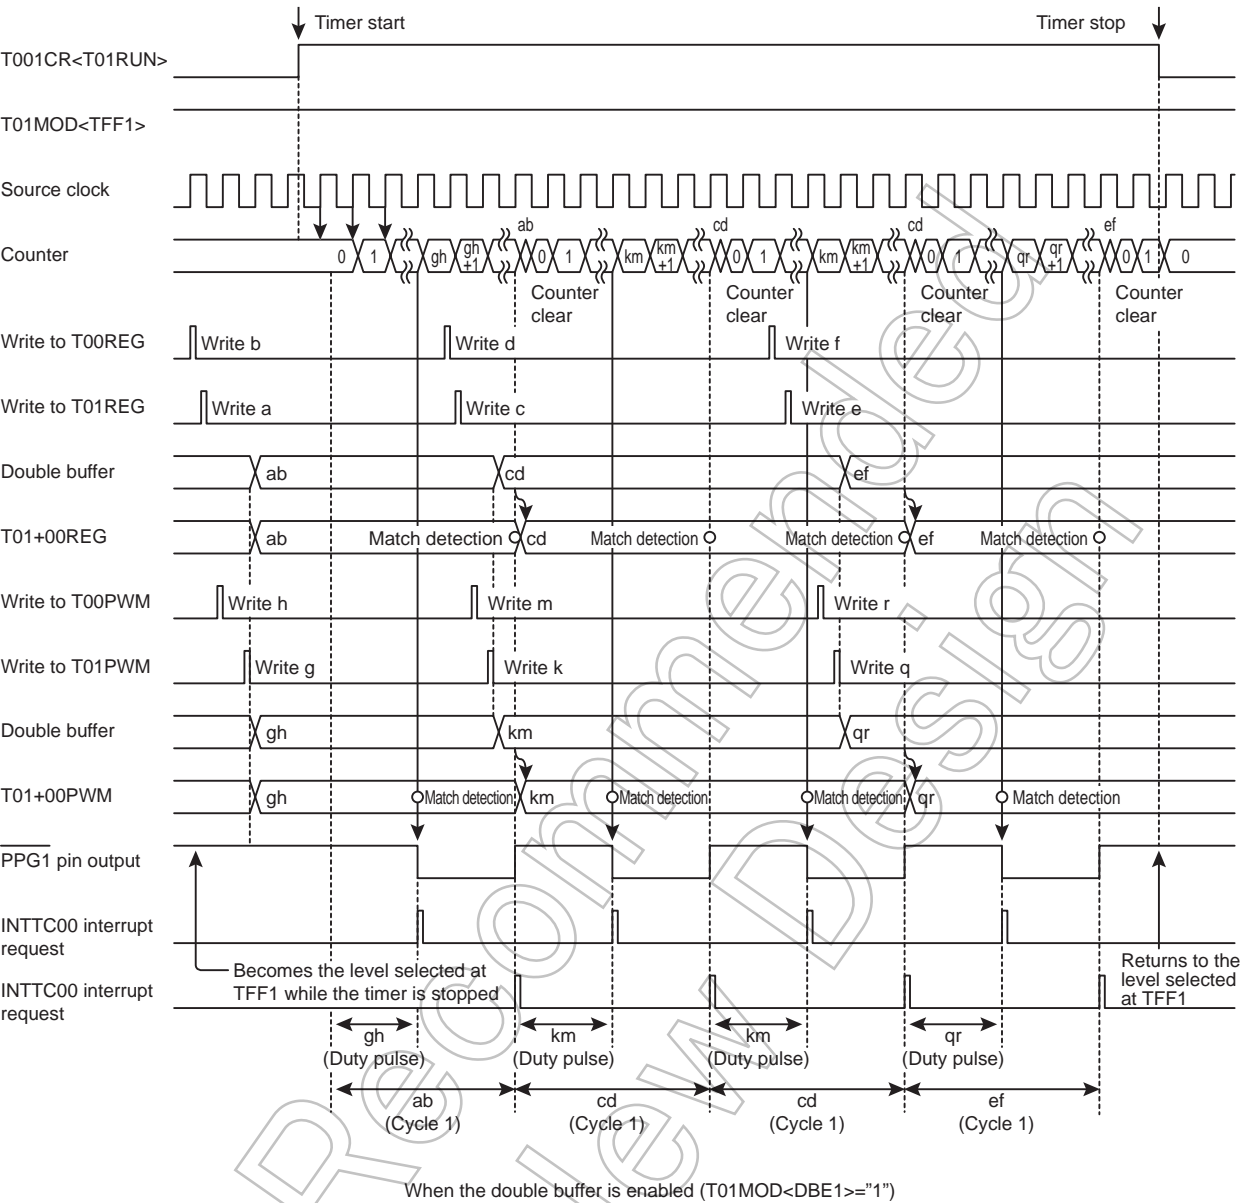 Timer start
Timer stop
T001CR<T01RUN>
T01MOD<TFF1>
Source clock
ab
cd
cd
ef
Counter
0
1
gh
gh
+1
0
1
km
km
+1
0
1
km
km
+1
0
1
qr
qr
+1
0
1
0
Counter
clear
Counter
clear
Counter
clear
Counter
clear
Write to T00REG
Write b
Write d
Write f
Write to T01REG
Write a
Write c
Write e
Double buffer
ab
cd
ef
T01+00REG
ab
Match detection
cd
Match detection
Match detection
ef
Match detection
Write to T00PWM
Write h
Write m
Write r
Write to T01PWM
Write g
Write k
Write q
Double buffer
gh
km
qr
T01+00PWM
gh
Match detection
km
Match detection
Match detection
qr
Match detection
PPG1 pin output
INTTC00 interrupt
request
Becomes the level selected at
TFF1 while the timer is stopped
Returns to the
level selected
at TFF1
INTTC00 interrupt
request
gh
(Duty pulse)
km
(Duty pulse)
km
(Duty pulse)
qr
(Duty pulse)
ab
(Cycle 1)
cd
(Cycle 1)
cd
(Cycle 1)
ef
(Cycle 1)
When the double buffer is enabled (T01MOD<DBE1>="1")
Recommended
New Design